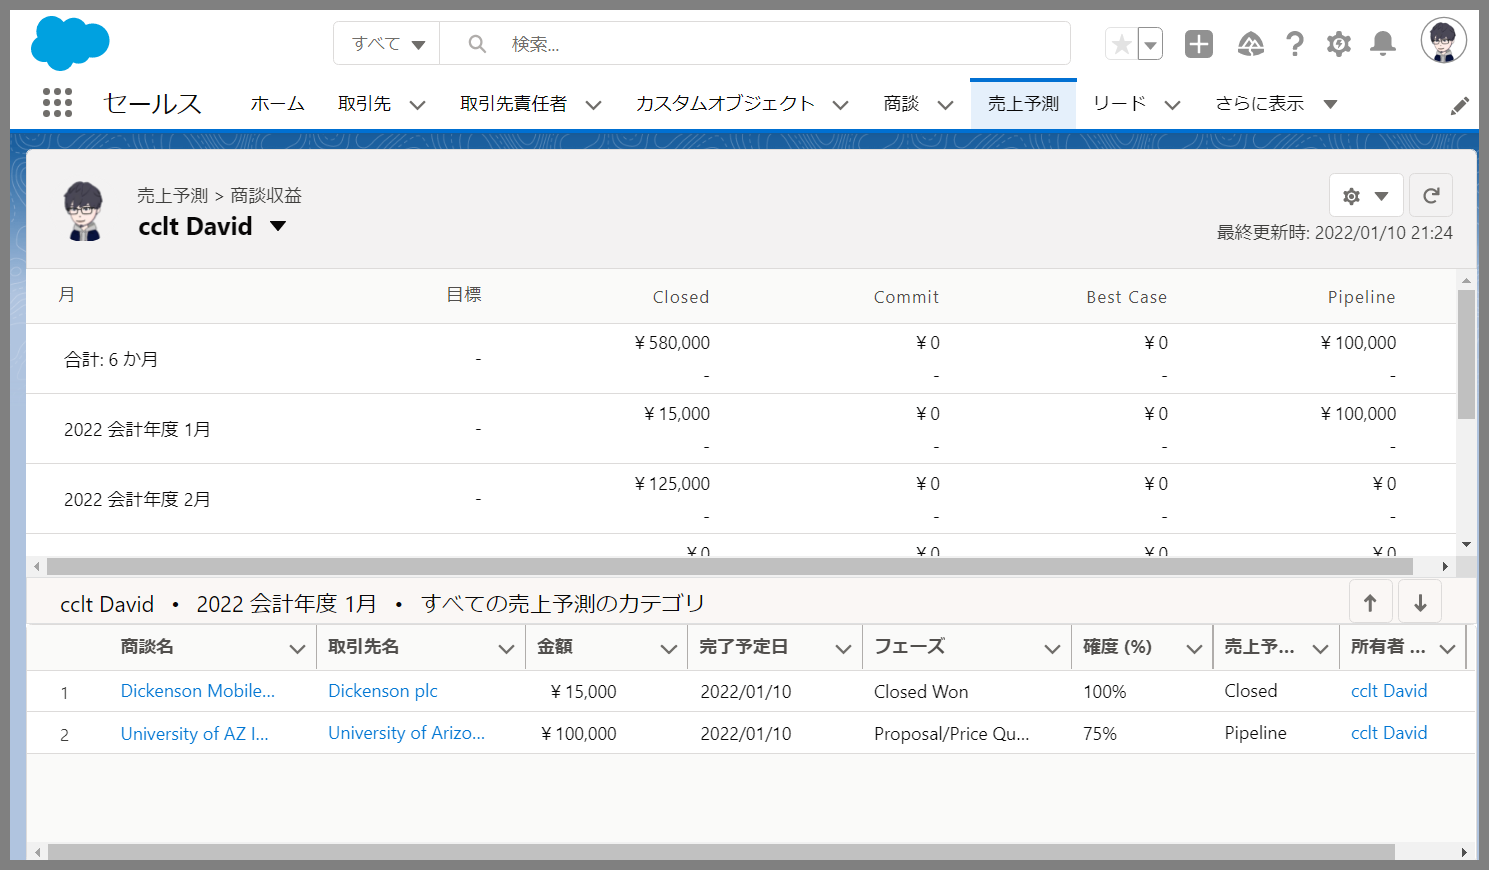 すべて 検索...
セールス ホーム 取引先 取引先責任者 カスタムオブジェクト 商談 売上予測 リード さらに表示
売上予測 > 商談収益
cclt David
最終更新時: 2022/01/10 21:24
月 目標 Closed Commit Best Case Pipeline
合計: 6 か月 - ¥ 580,000 ¥ 0 ¥ 0 ¥ 100,000
- - - -
2022 会計年度 1月 - ¥ 15,000 ¥ 0 ¥ 0 ¥ 100,000
- - - -
2022 会計年度 2月 - ¥ 125,000 ¥ 0 ¥ 0 ¥ 0
- - - -
¥ 0 ¥ 0 ¥ 0 ¥ 0
cclt David • 2022 会計年度 1月 • すべての売上予測のカテゴリ
商談名 取引先名 金額 完了予定日 フェーズ 確度 (%) 売上予... 所有者 ...
1 Dickenson Mobile... Dickenson plc ¥ 15,000 2022/01/10 Closed Won 100% Closed cclt David
2 University of AZ I... University of Arizo... ¥ 100,000 2022/01/10 Proposal/Price Qu... 75% Pipeline cclt David